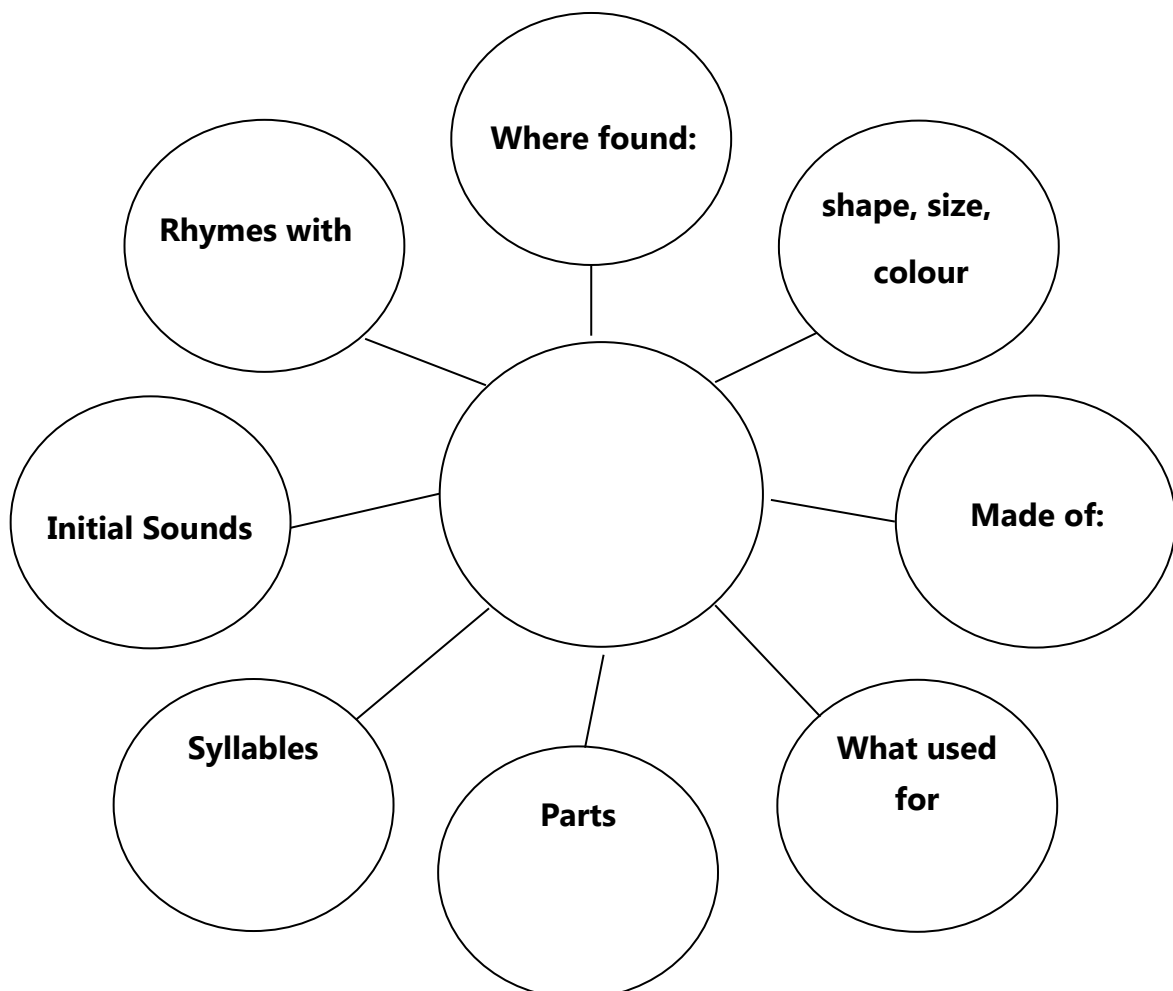 Where found:
shape, size,
colour
Rhymes with
Made of:
Initial Sounds
What used
for
Syllables
Parts